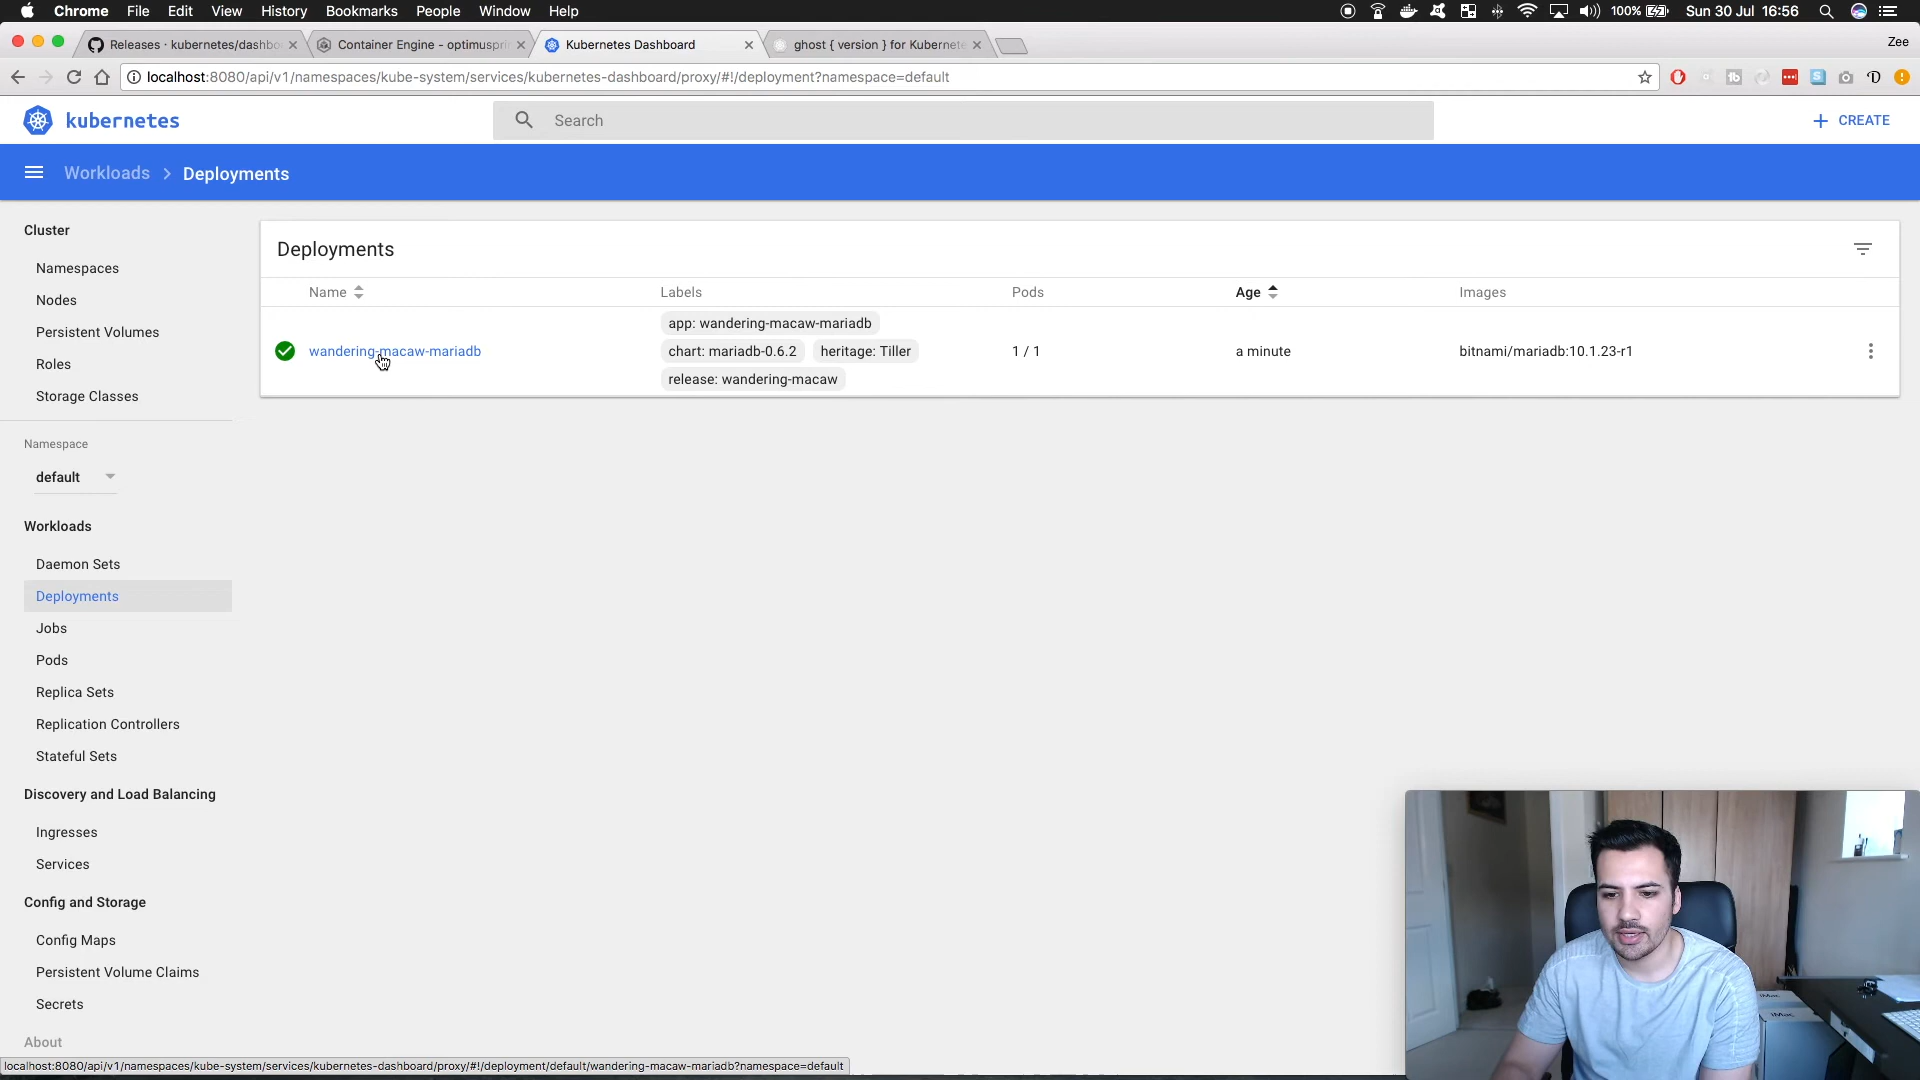 Chrome File Edit View History Bookmarks People Window Help 100% Sun 30 Jul 16:56
Releases · kubernetes/dashbo
Container Engine - optimuspri
Kubernetes Dashboard
ghost { version } for Kubernete
Zee
localhost:8080/api/v1/namespaces/kube-system/services/kubernetes-dashboard/proxy/#!/deployment?namespace=default
kubernetes
Search
CREATE
Workloads
Deployments
Cluster
Namespaces
Nodes
Persistent Volumes
Roles
Storage Classes
Namespace
default
Workloads
Daemon Sets
Deployments
Jobs
Pods
Replica Sets
Replication Controllers
Stateful Sets
Discovery and Load Balancing
Ingresses
Services
Config and Storage
Config Maps
Persistent Volume Claims
Secrets
About
Deployments
Name Labels Pods Age Images
wandering-macaw-mariadb
app: wandering-macaw-mariadb
chart: mariadb-0.6.2 heritage: Tiller
release: wandering-macaw
1 / 1
a minute
bitnami/mariadb:10.1.23-r1
localhost:8080/api/v1/namespaces/kube-system/services/kubernetes-dashboard/proxy/#!/deployment/default/wandering-macaw-mariadb?namespace=default